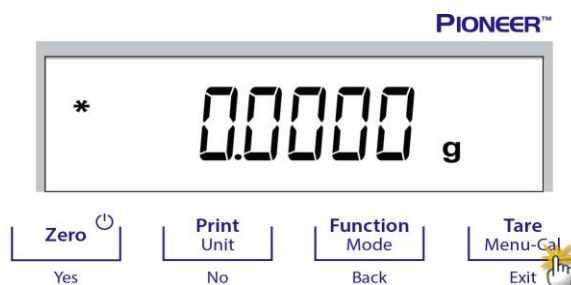 PIONEER™
* 0.0000 g
Zero Print Function Tare
Unit Mode Menu-Cal
Yes No Back Exit